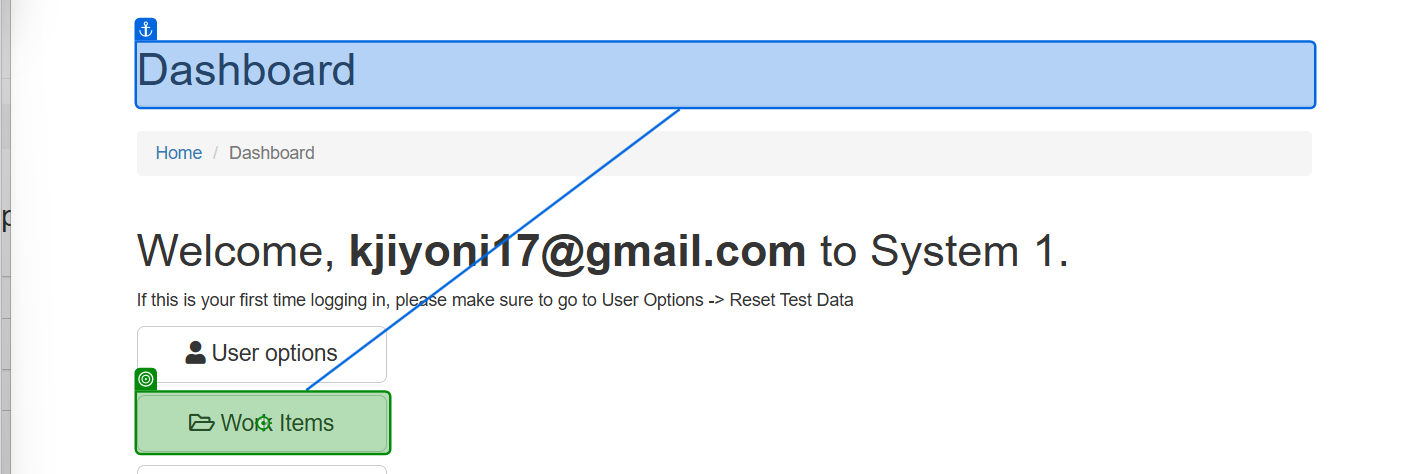 Dashboard
Home / Dashboard
Welcome, kjiyoni17@gmail.com to System 1.
If this is your first time logging in, please make sure to go to User Options -> Reset Test Data
User options
Work Items